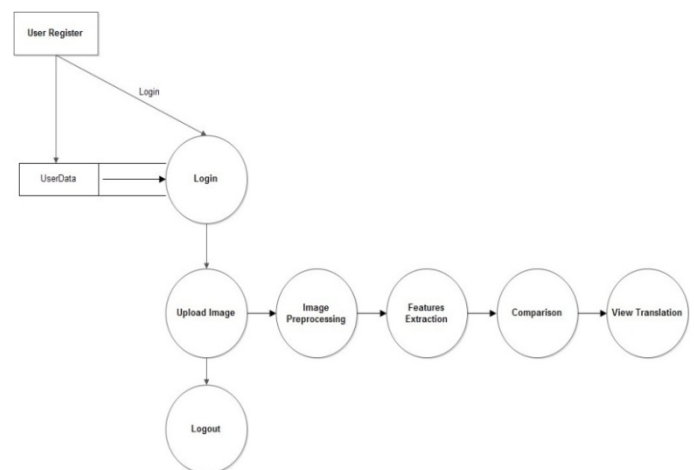 User Register
Login
UserData
Login
Upload Image
Image
Preprocessing
Features
Extraction
Comparison
View Translation
Logout